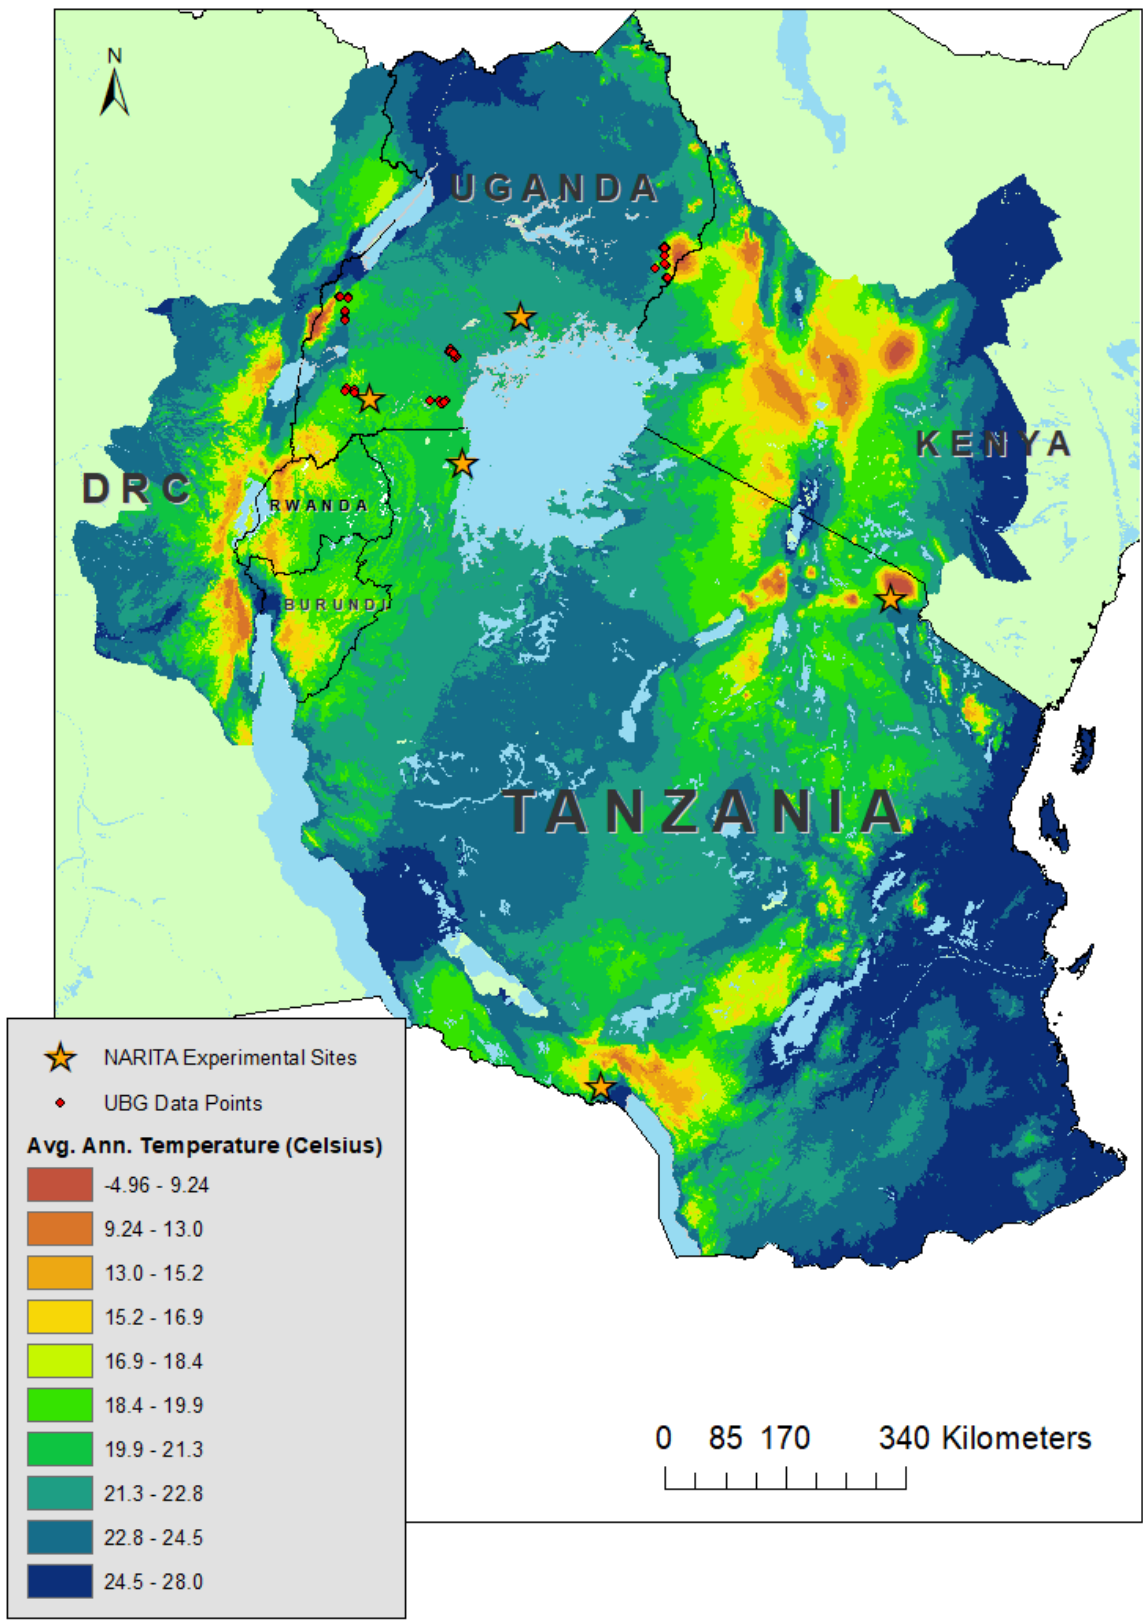 N
UGANDA
KENYA
DRC
RWANDA
BURUNDI
TANZANIA
NARITA Experimental Sites
UBG Data Points
Avg. Ann. Temperature (Celsius)
-4.96 - 9.24
9.24 - 13.0
13.0 - 15.2
15.2 - 16.9
16.9 - 18.4
18.4 - 19.9
19.9 - 21.3
21.3 - 22.8
22.8 - 24.5
24.5 - 28.0
0 85 170 340 Kilometers